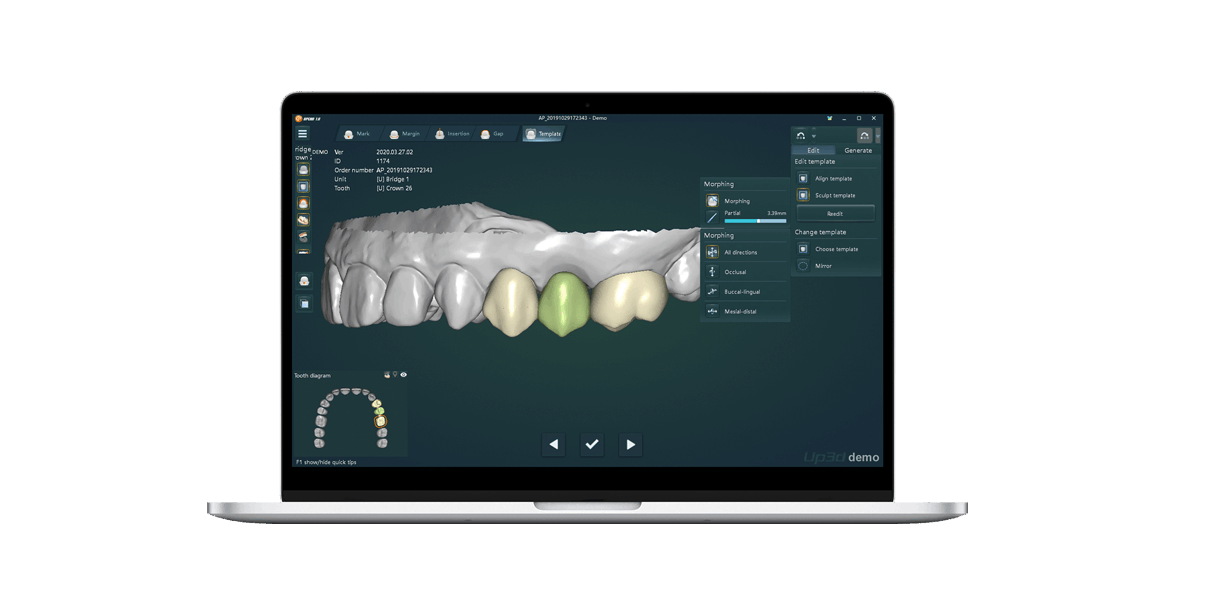 AP_20191029172343 - Demo
Mark
Margin
Insertion
Gap
Template
ridge
own 2
DEMO
Ver 2020.03.27.02
ID 1174
Order number AP_20191029172343
Unit [U] Bridge 1
Tooth [U] Crown 26
Edit
Generate
Edit template
Align template
Sculpt template
Reedit
Change template
Choose template
Mirror
Morphing
Morphing
Partial 3.39mm
Morphing
All directions
Occlusal
Buccal-lingual
Mesial-distal
Tooth diagram
F1 show/hide quick tips
Up3d demo